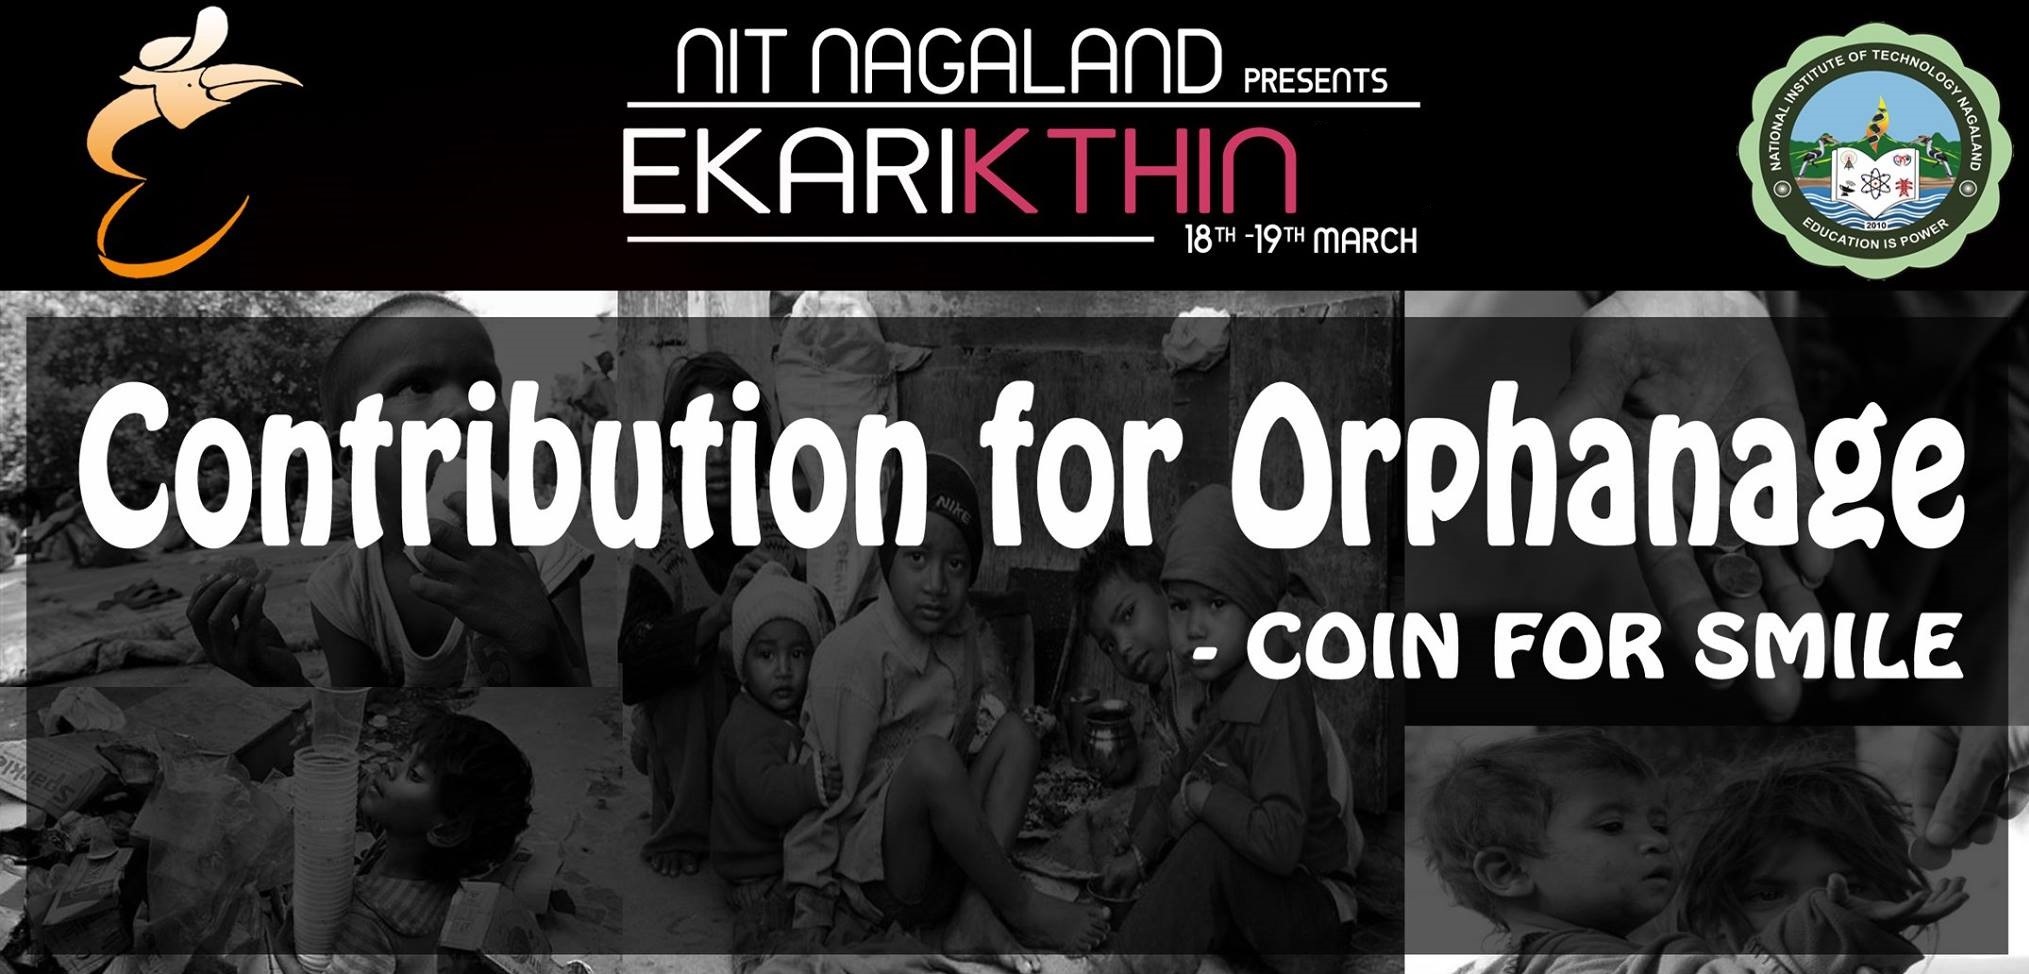 NIT NAGALAND PRESENTS
EKARIKTHIN
18TH -19TH MARCH
NATIONAL INSTITUTE OF TECHNOLOGY NAGALAND
2010
EDUCATION IS POWER
Contribution for Orphanage
NIKE
- COIN FOR SMILE